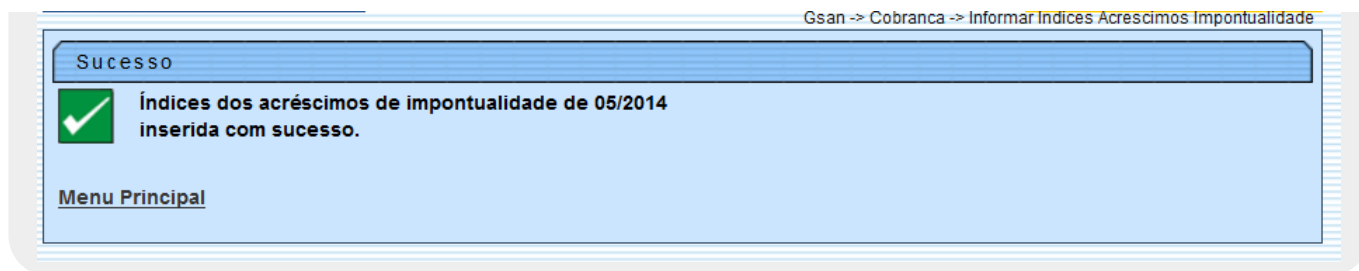 Gsan -> Cobranca -> Informar Indices Acrescimos Impontualidade
Sucesso
Índices dos acréscimos de impontualidade de 05/2014
inserida com sucesso.
Menu Principal